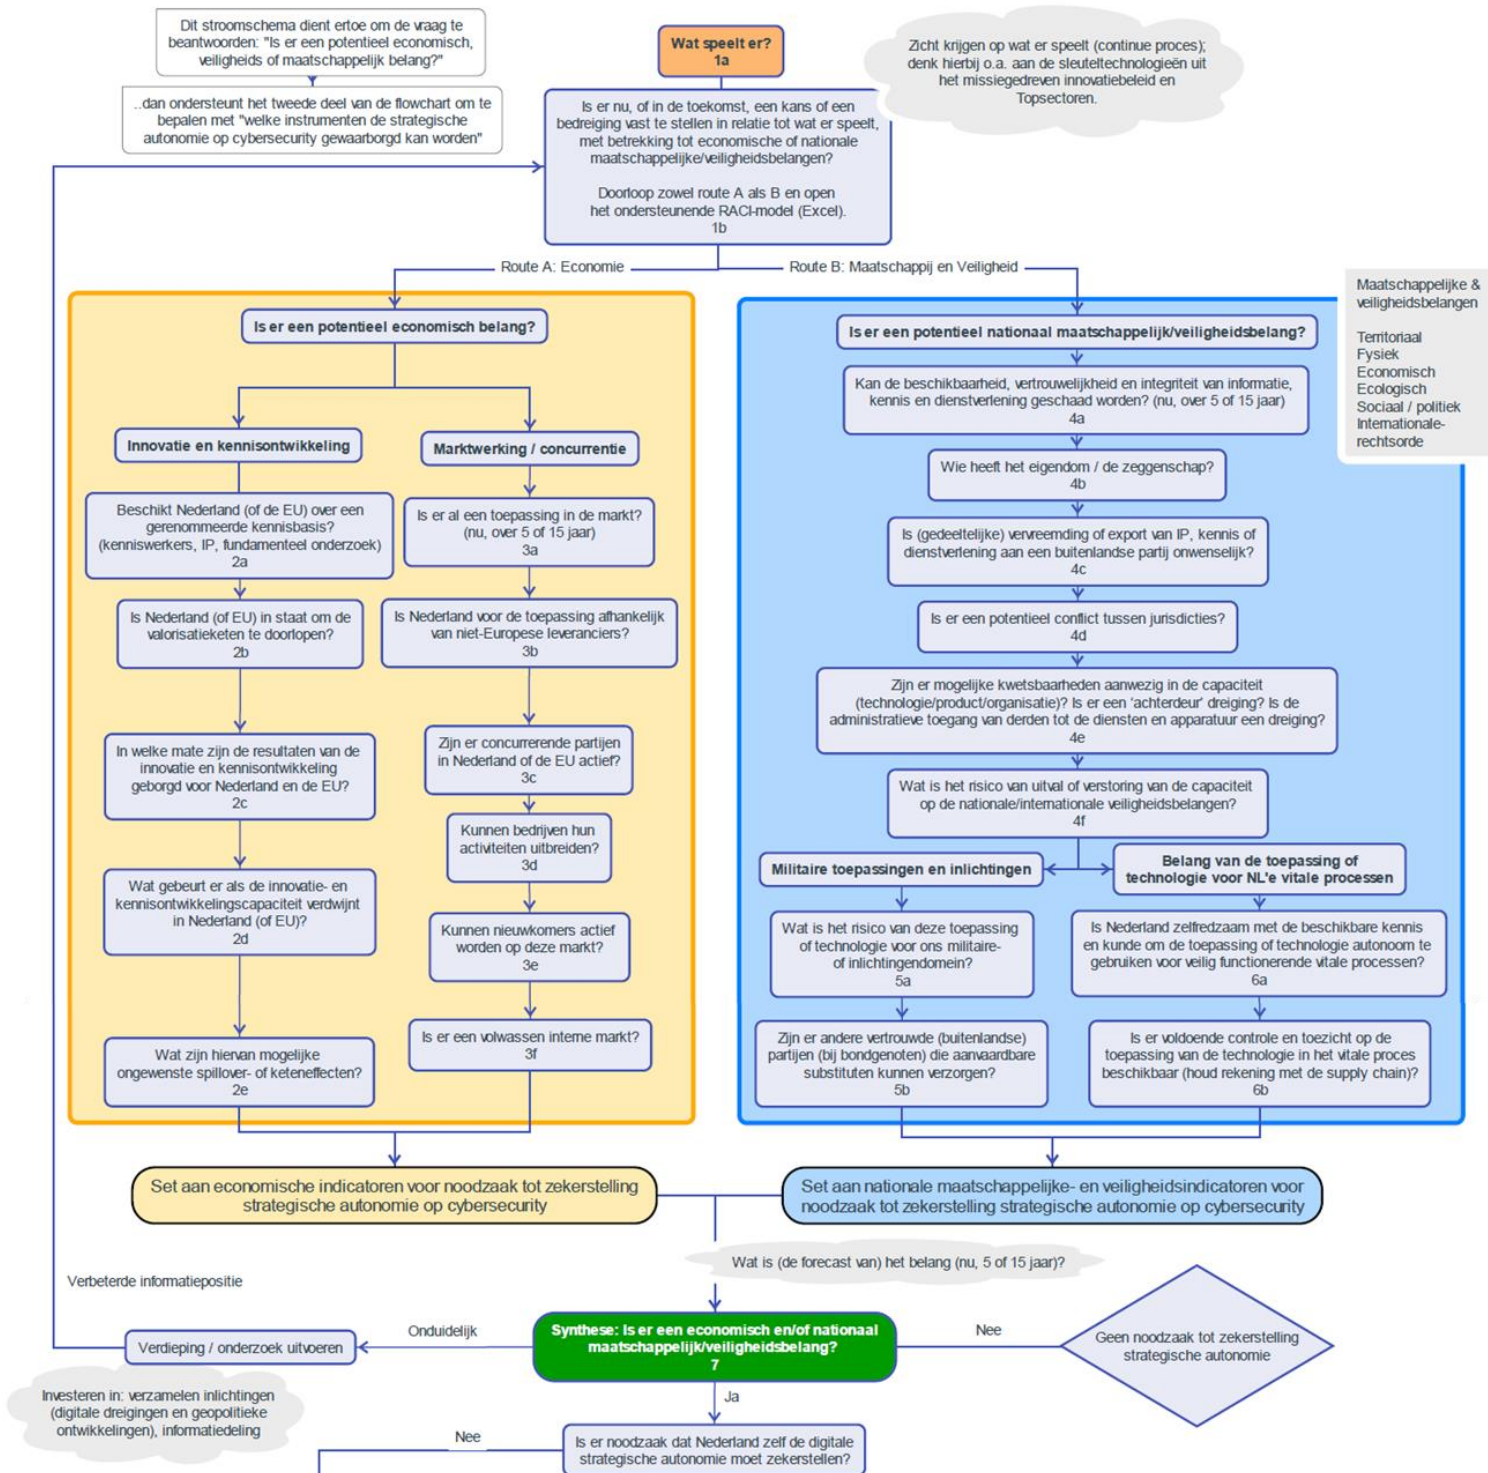 Dit stroomschema dient ertoe om de vraag te
beantwoorden: "Is er een potentieel economisch,
veiligheids of maatschappelijk belang?"
..dan ondersteunt het tweede deel van de flowchart om te
bepalen met "welke instrumenten de strategische
autonomie op cybersecurity gewaarborgd kan worden"
Wat speelt er?
1a
Zicht krijgen op wat er speelt (continue proces);
denk hierbij o.a. aan de sleuteltechnologieën uit
het missiegedreven innovatiebeleid en
Topsectoren.
Is er nu, of in de toekomst, een kans of een
bedreiging vast te stellen in relatie tot wat er speelt,
met betrekking tot economische of nationale
maatschappelijke/veiligheidsbelangen?
Doorloop zowel route A als B en open
het ondersteunende RACI-model (Excel).
1b
Route A: Economie
Route B: Maatschappij en Veiligheid
Maatschappelijke &
veiligheidsbelangen
Territoriaal
Fysiek
Economisch
Ecologisch
Sociaal / politiek
Internationale-
rechtsorde
Is er een potentieel economisch belang?
Innovatie en kennisontwikkeling
Beschikt Nederland (of de EU) over een
gerenommeerde kennisbasis?
(kenniswerkers, IP, fundamenteel onderzoek)
2a
Is Nederland (of EU) in staat om de
valorisatieketen te doorlopen?
2b
In welke mate zijn de resultaten van de
innovatie en kennisontwikkeling
geborgd voor Nederland en de EU?
2c
Wat gebeurt er als de innovatie- en
kennisontwikkelingscapaciteit verdwijnt
in Nederland (of EU)?
2d
Wat zijn hiervan mogelijke
ongewenste spillover- of keteneffecten?
2e
Marktwerking / concurrentie
Is er al een toepassing in de markt?
(nu, over 5 of 15 jaar)
3a
Is Nederland voor de toepassing afhankelijk
van niet-Europese leveranciers?
3b
Zijn er concurrerende partijen
in Nederland of de EU actief?
3c
Kunnen bedrijven hun
activiteiten uitbreiden?
3d
Kunnen nieuwkomers actief
worden op deze markt?
3e
Is er een volwassen interne markt?
3f
Is er een potentieel nationaal maatschappelijk/veiligheidsbelang?
Kan de beschikbaarheid, vertrouwelijkheid en integriteit van informatie,
kennis en dienstverlening geschaad worden? (nu, over 5 of 15 jaar)
4a
Wie heeft het eigendom / de zeggenschap?
4b
Is (gedeeltelijke) vervreemding of export van IP, kennis of
dienstverlening aan een buitenlandse partij onwenselijk?
4c
Is er een potentieel conflict tussen jurisdicties?
4d
Zijn er mogelijke kwetsbaarheden aanwezig in de capaciteit
(technologie/product/organisatie)? Is er een 'achterdeur' dreiging? Is de
administratieve toegang van derden tot de diensten en apparatuur een dreiging?
4e
Wat is het risico van uitval of verstoring van de capaciteit
op de nationale/internationale veiligheidsbelangen?
4f
Militaire toepassingen en inlichtingen
Wat is het risico van deze toepassing
of technologie voor ons militaire-
of inlichtingendomein?
5a
Zijn er andere vertrouwde (buitenlandse)
partijen (bij bondgenoten) die aanvaardbare
substituten kunnen verzorgen?
5b
Belang van de toepassing of
technologie voor NL'e vitale processen
Is Nederland zelfredzaam met de beschikbare kennis
en kunde om de toepassing of technologie autonoom te
gebruiken voor veilig functionerende vitale processen?
6a
Is er voldoende controle en toezicht op de
toepassing van de technologie in het vitale proces
beschikbaar (houd rekening met de supply chain)?
6b
Set aan economische indicatoren voor noodzaak tot zekerstelling
strategische autonomie op cybersecurity
Set aan nationale maatschappelijke- en veiligheidsindicatoren voor
noodzaak tot zekerstelling strategische autonomie op cybersecurity
Wat is (de forecast van) het belang (nu, 5 of 15 jaar)?
Verbeterde informatiepositie
Verdieping / onderzoek uitvoeren
Onduidelijk
Synthese: Is er een economisch en/of nationaal
maatschappelijk/veiligheidsbelang?
7
Nee
Geen noodzaak tot zekerstelling
strategische autonomie
Investeren in: verzamelen inlichtingen
(digitale dreigingen en geopolitieke
ontwikkelingen), informatiedeling
Ja
Nee
Is er noodzaak dat Nederland zelf de digitale
strategische autonomie moet zekerstellen?